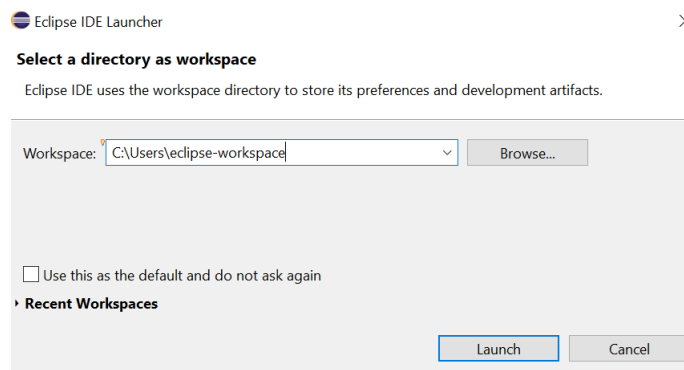 Eclipse IDE Launcher
Select a directory as workspace
Eclipse IDE uses the workspace directory to store its preferences and development artifacts.
Workspace: C:\Users\eclipse-workspace Browse...
Use this as the default and do not ask again
Recent Workspaces
Launch Cancel